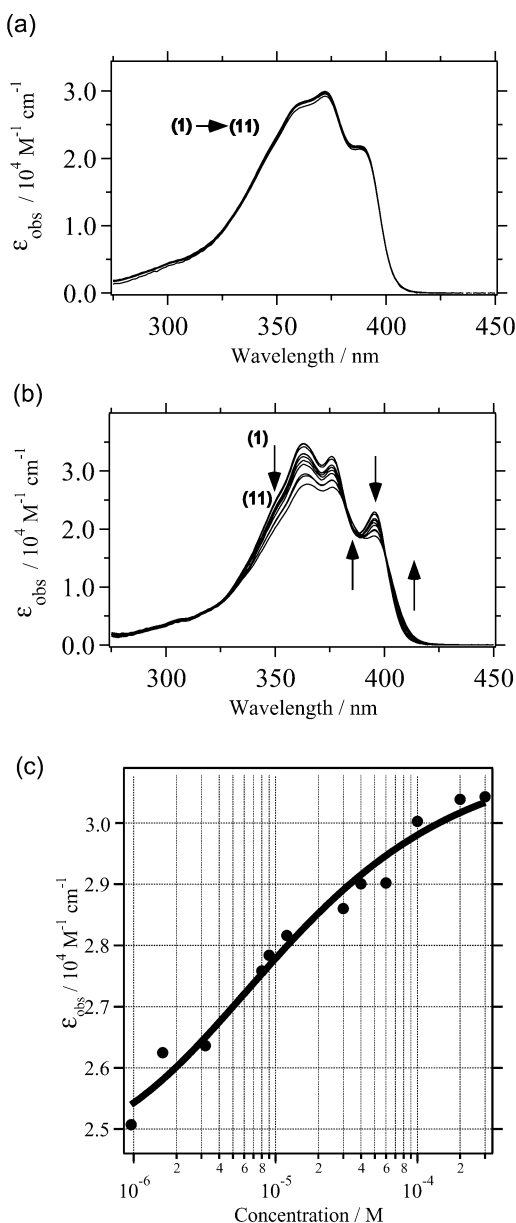 (a)
3.0
2.0
1.0
0.0
ε_obs / 10^4 M^-1 cm^-1
(1) → (11)
300 350 400 450
Wavelength / nm
(b)
3.0
2.0
1.0
0.0
ε_obs / 10^4 M^-1 cm^-1
(1)
(11)
300 350 400 450
Wavelength / nm
(c)
3.0
2.9
2.8
2.7
2.6
2.5
ε_obs / 10^4 M^-1 cm^-1
2 4 6 8 2 4 6 8 2
10^-6 10^-5 10^-4
Concentration / M